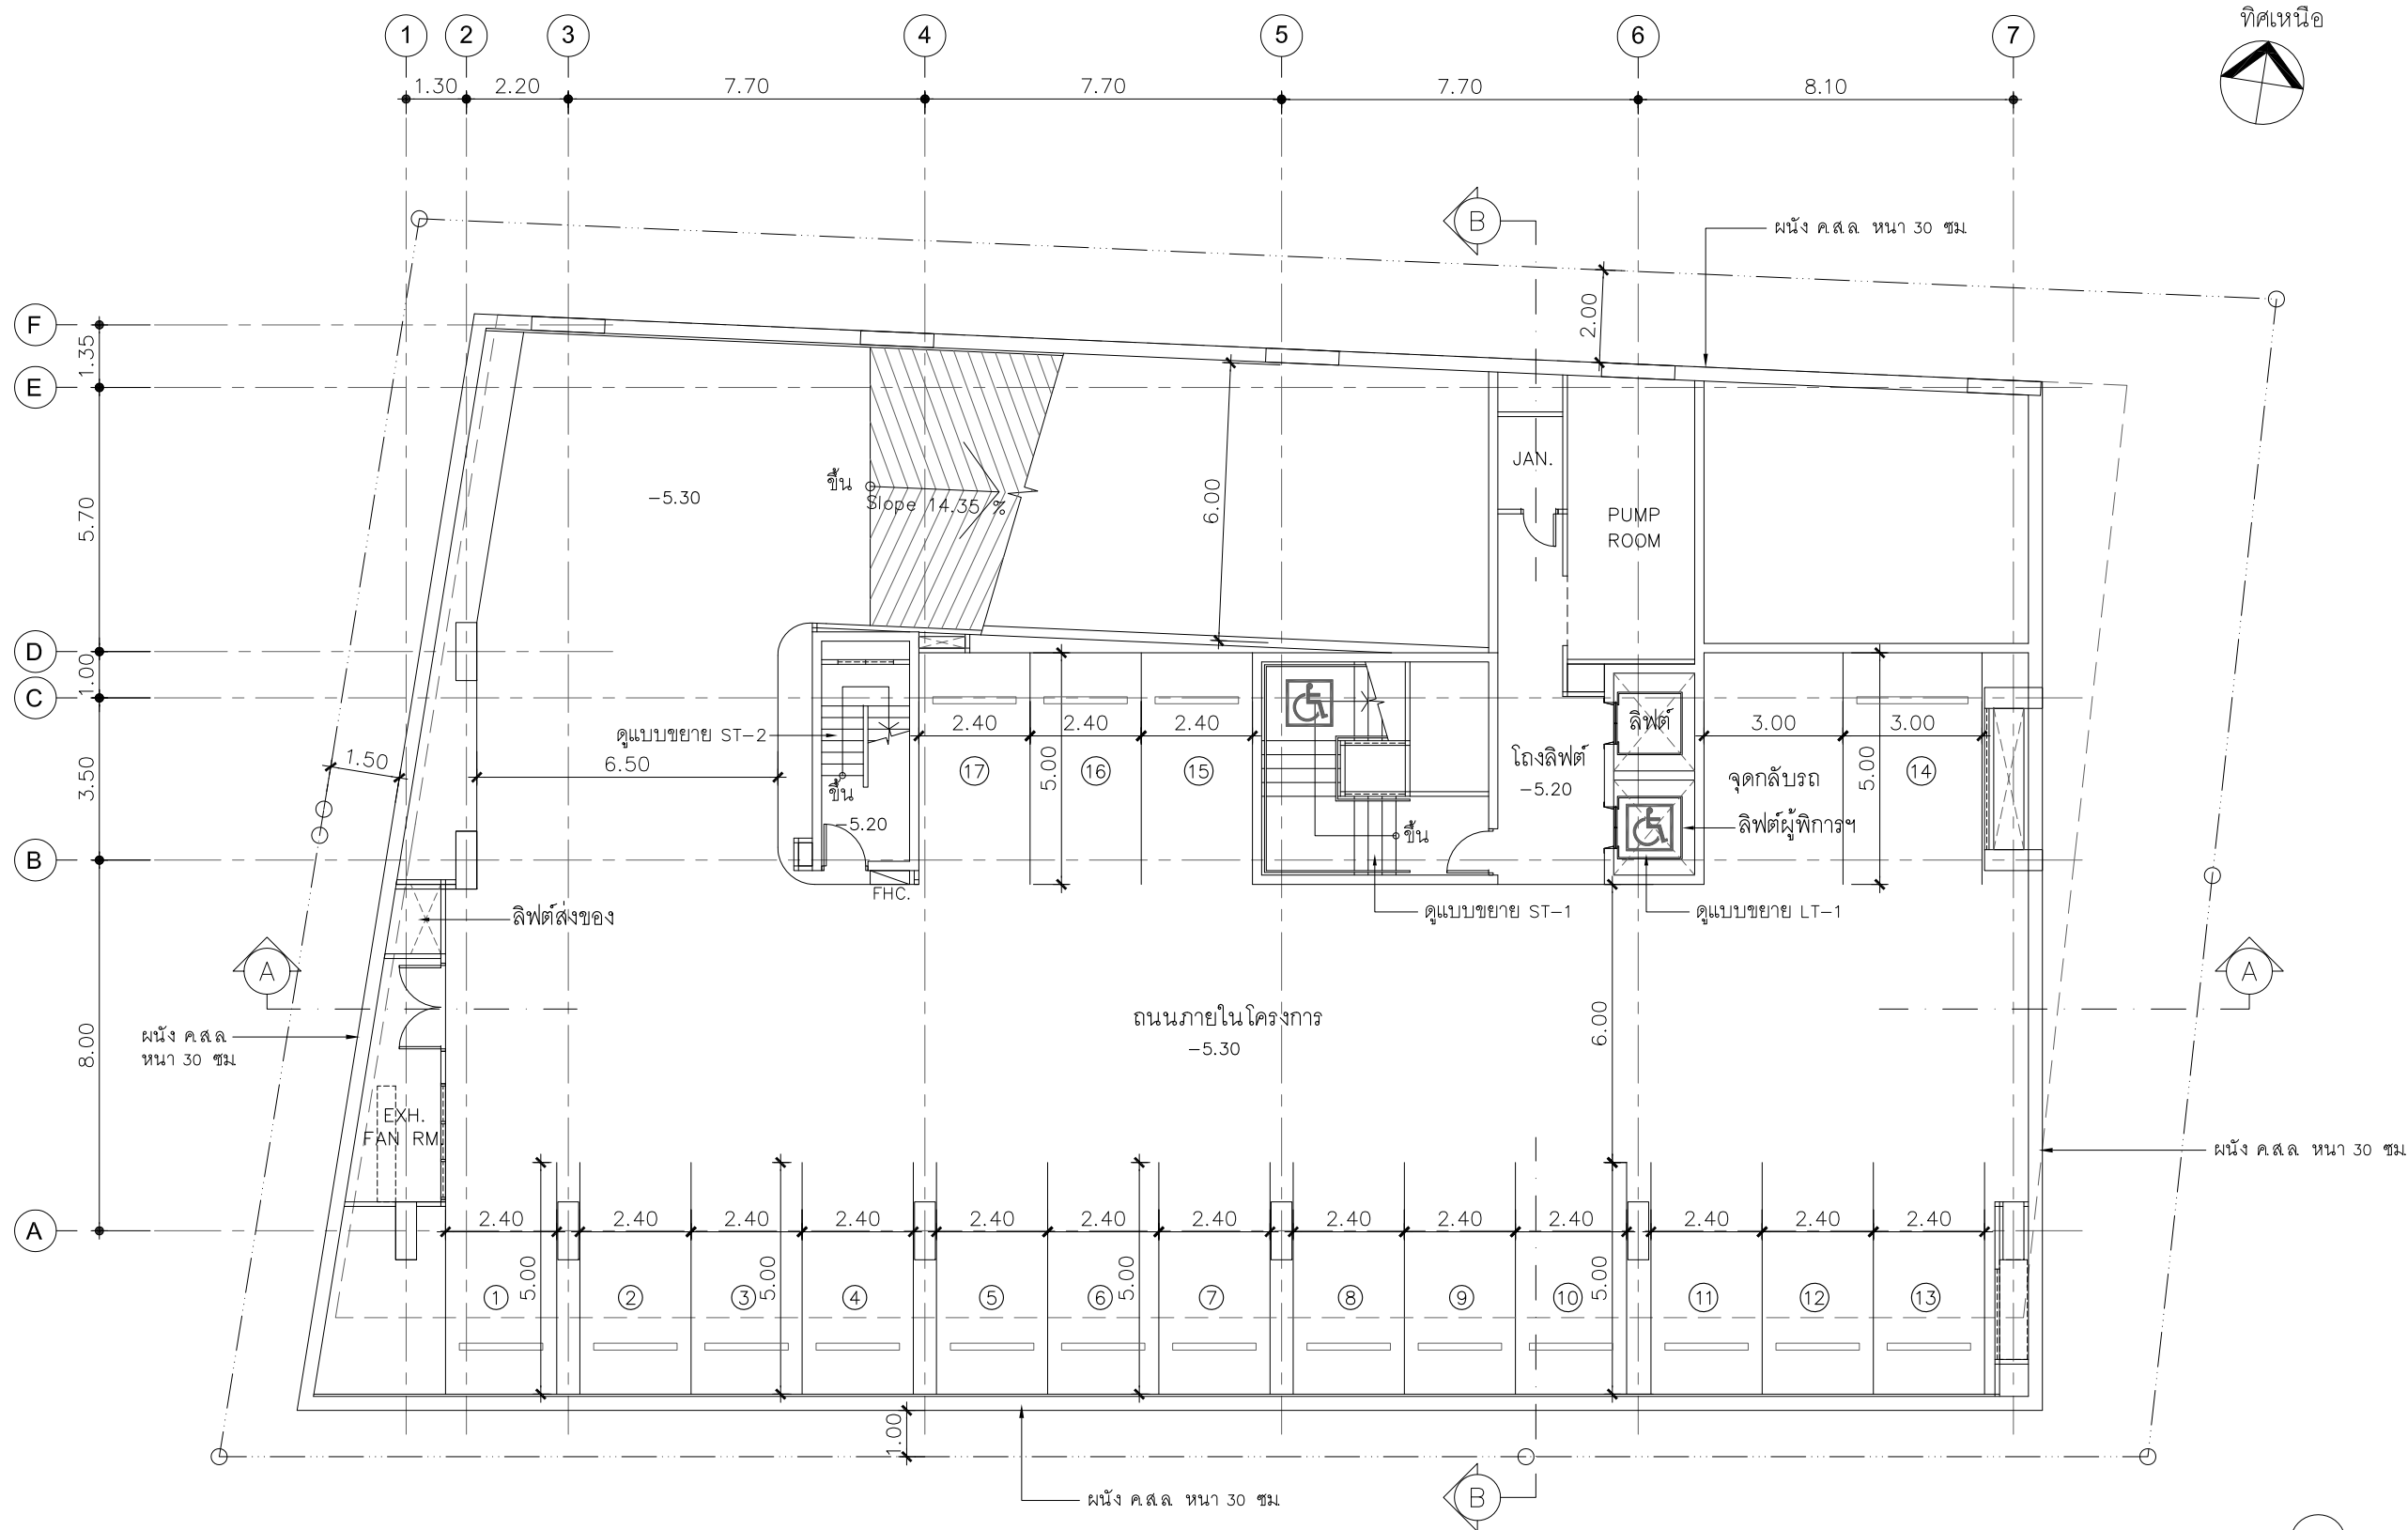 ทิศเหนือ
1 2 3 4 5 6 7
1.30 2.20 7.70 7.70 7.70 8.10
B
ผนัง ค.ส.ล. หนา 30 ซม.
2.00
F
1.35
E
5.70
D
1.00
C
3.50
B
8.00
A
ขึ้น
Slope 14.35 %
-5.30
6.00
JAN.
PUMP
ROOM
ดูแบบขยาย ST-2
2.40 2.40 2.40
17 16 15
5.00
1.50
6.50
ขึ้น
-5.20
FHC.
โถงลิฟต์
-5.20
ลิฟต์
3.00 3.00
จุดกลับรถ
5.00
14
ลิฟต์ผู้พิการฯ
ขึ้น
ดูแบบขยาย ST-1
ดูแบบขยาย LT-1
ลิฟต์ส่งของ
A
A
ผนัง ค.ส.ล.
หนา 30 ซม.
ถนนภายในโครงการ
-5.30
6.00
EXH.
FAN RM.
ผนัง ค.ส.ล. หนา 30 ซม.
2.40 2.40 2.40 2.40 2.40 2.40 2.40 2.40 2.40 2.40 2.40 2.40 2.40
5.00 5.00 5.00 5.00
1 2 3 4 5 6 7 8 9 10 11 12 13
1.00
ผนัง ค.ส.ล. หนา 30 ซม.
B